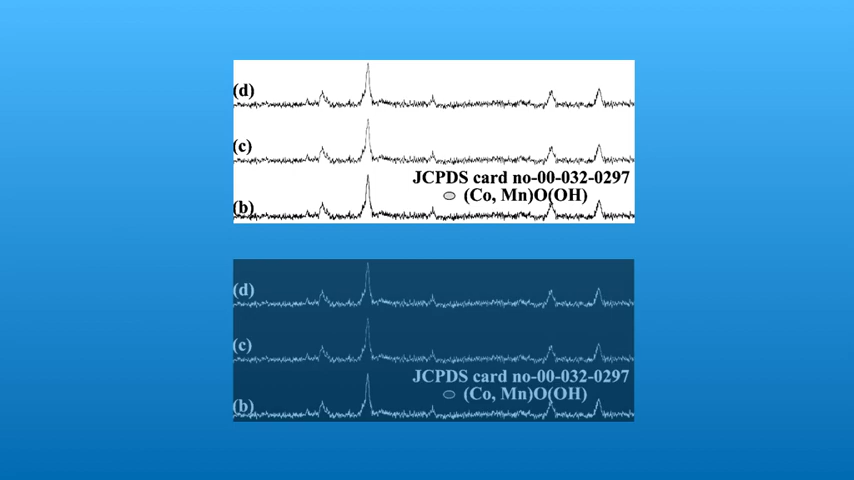 (d)
(c)
JCPDS card no-00-032-0297
(Co, Mn)O(OH)
(b)
(d)
(c)
JCPDS card no-00-032-0297
(Co, Mn)O(OH)
(b)